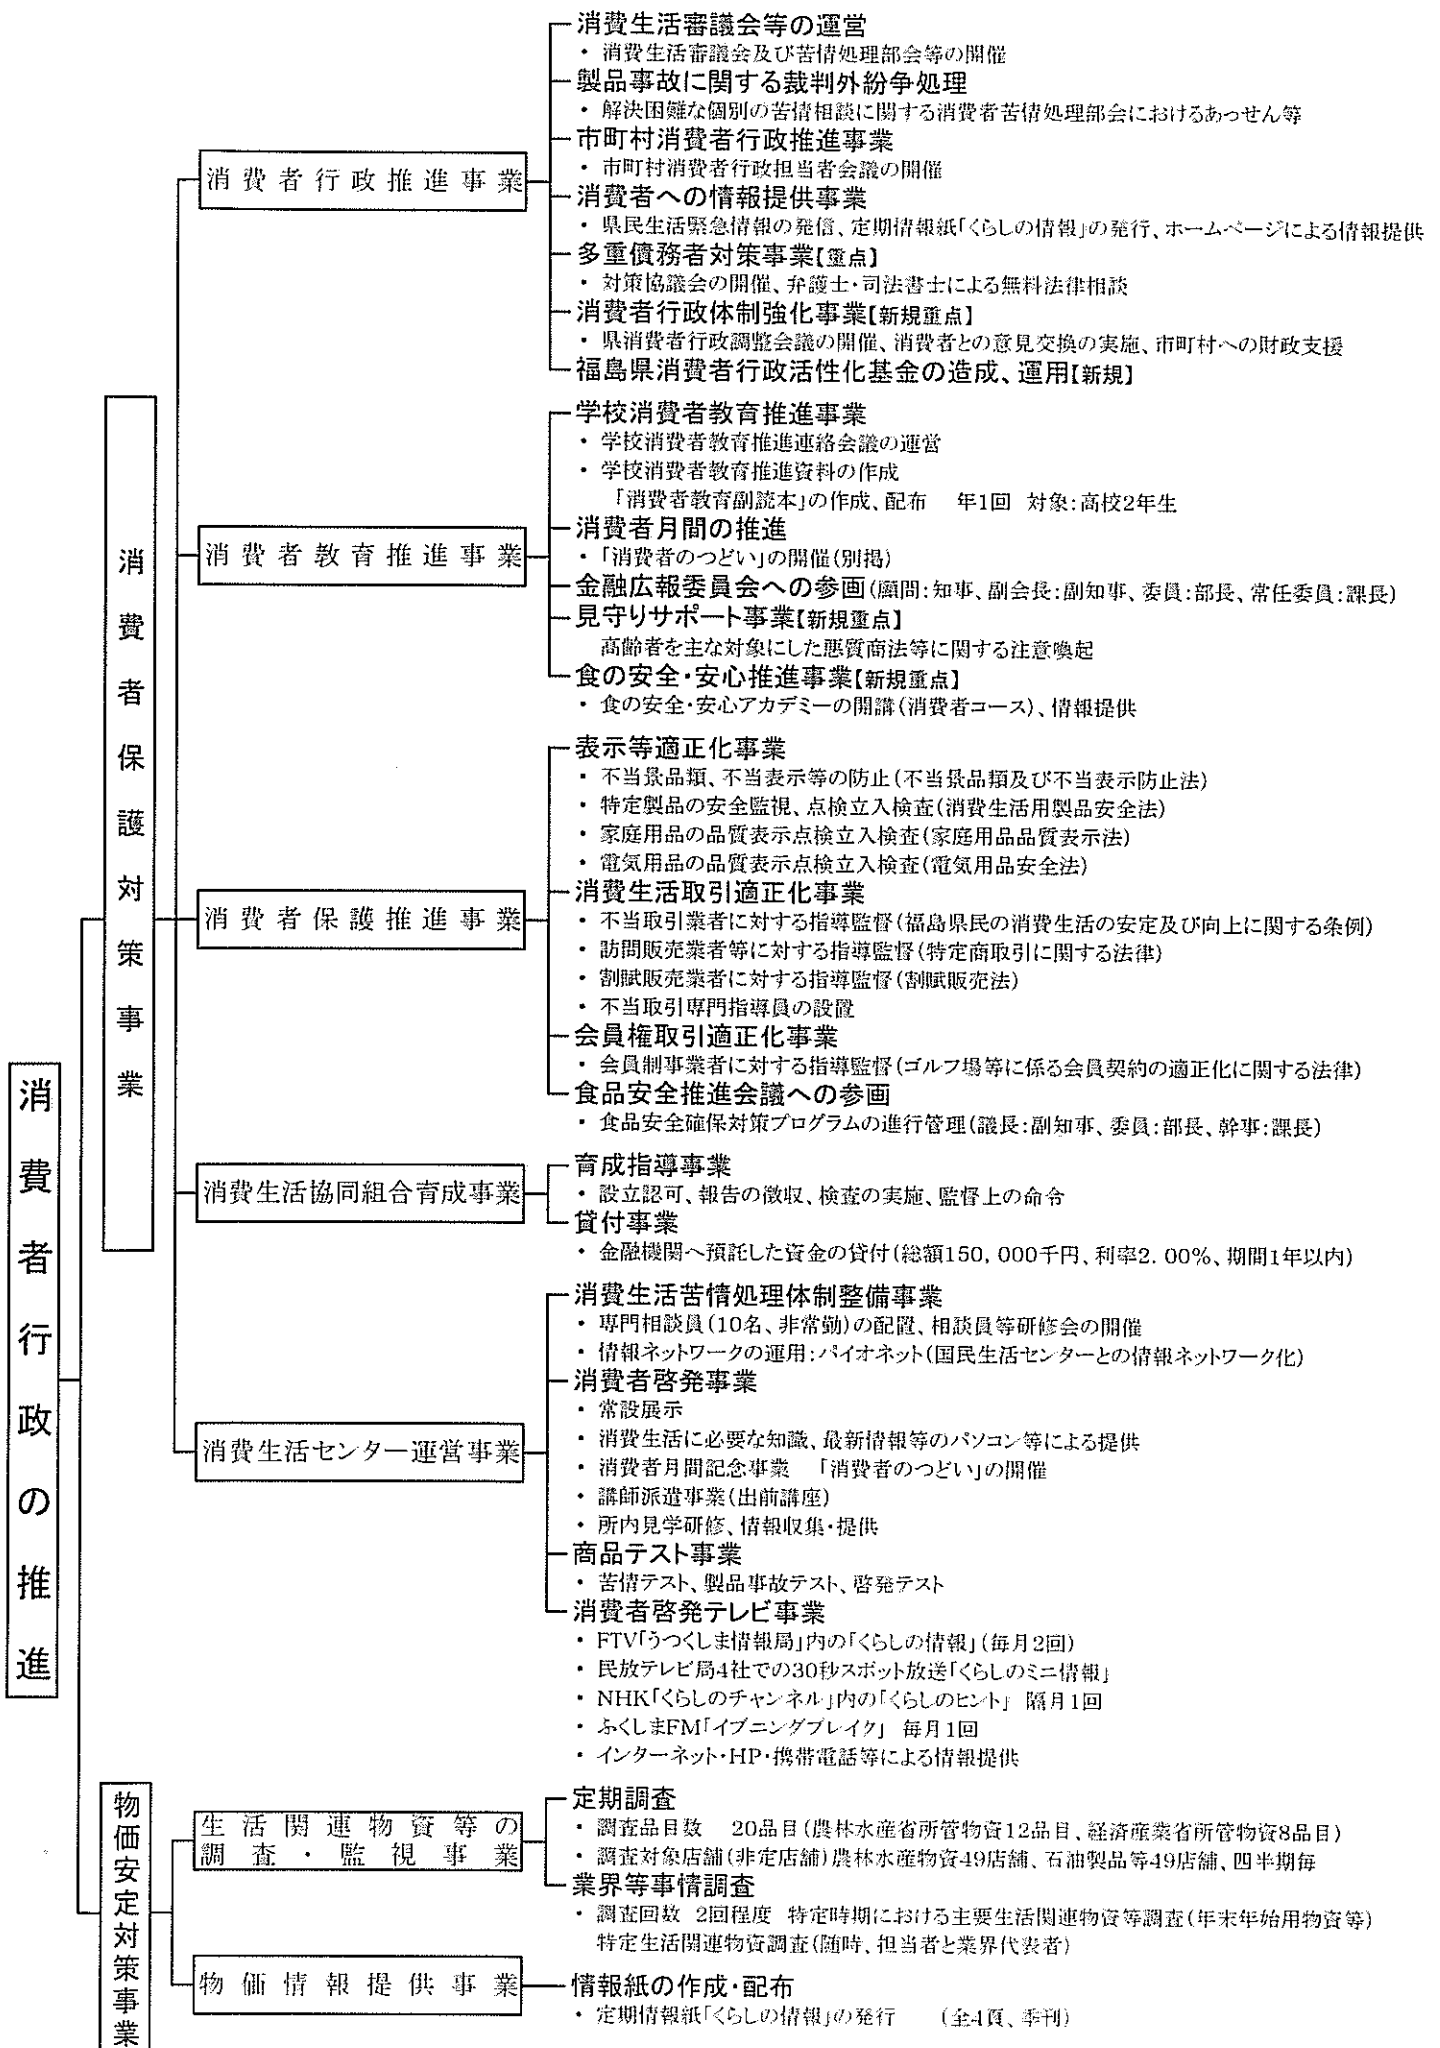 消費者行政の推進
消費者保護対策事業
消費者行政推進事業
消費生活審議会等の運営
・ 消費生活審議会及び苦情処理部会等の開催
製品事故に関する裁判外紛争処理
・ 解決困難な個別の苦情相談に関する消費者苦情処理部会におけるあっせん等
市町村消費者行政推進事業
・ 市町村消費者行政担当者会議の開催
消費者への情報提供事業
・ 県民生活緊急情報の発信、定期情報紙「くらしの情報」の発行、ホームページによる情報提供
多重債務者対策事業【重点】
・ 対策協議会の開催、弁護士・司法書士による無料法律相談
消費者行政体制強化事業【新規重点】
・ 県消費者行政調整会議の開催、消費者との意見交換の実施、市町村への財政支援
福島県消費者行政活性化基金の造成、運用【新規】
消費者教育推進事業
学校消費者教育推進事業
・ 学校消費者教育推進連絡会議の運営
・ 学校消費者教育推進資料の作成
「消費者教育副読本」の作成、配布 年1回 対象:高校2年生
消費者月間の推進
・ 「消費者のつどい」の開催(別掲)
金融広報委員会への参画(顧問:知事、副会長:副知事、委員:部長、常任委員:課長)
見守りサポート事業【新規重点】
高齢者を主な対象にした悪質商法等に関する注意喚起
食の安全・安心推進事業【新規重点】
・ 食の安全・安心アカデミーの開講(消費者コース)、情報提供
消費者保護推進事業
表示等適正化事業
・ 不当景品類、不当表示等の防止(不当景品類及び不当表示防止法)
・ 特定製品の安全監視、点検立入検査(消費生活用製品安全法)
・ 家庭用品の品質表示点検立入検査(家庭用品品質表示法)
・ 電気用品の品質表示点検立入検査(電気用品安全法)
消費生活取引適正化事業
・ 不当取引業者に対する指導監督(福島県民の消費生活の安定及び向上に関する条例)
・ 訪問販売業者等に対する指導監督(特定商取引に関する法律)
・ 割賦販売業者に対する指導監督(割賦販売法)
・ 不当取引専門指導員の設置
会員権取引適正化事業
・ 会員制事業者に対する指導監督(ゴルフ場等に係る会員契約の適正化に関する法律)
食品安全推進会議への参画
・ 食品安全確保対策プログラムの進行管理(議長:副知事、委員:部長、幹事:課長)
消費生活協同組合育成事業
育成指導事業
・ 設立認可、報告の徴収、検査の実施、監督上の命令
貸付事業
・ 金融機関へ預託した資金の貸付(総額150,000千円、利率2.00%、期間1年以内)
消費生活センター運営事業
消費生活苦情処理体制整備事業
・ 専門相談員(10名、非常勤)の配置、相談員等研修会の開催
・ 情報ネットワークの運用:パイオネット(国民生活センターとの情報ネットワーク化)
消費者啓発事業
・ 常設展示
・ 消費生活に必要な知識、最新情報等のパソコン等による提供
・ 消費者月間記念事業 「消費者のつどい」の開催
・ 講師派遣事業(出前講座)
・ 所内見学研修、情報収集・提供
商品テスト事業
・ 苦情テスト、製品事故テスト、啓発テスト
消費者啓発テレビ事業
・ FTV「うつくしま情報局」内の「くらしの情報」(毎月2回)
・ 民放テレビ局4社での30秒スポット放送「くらしのミニ情報」
・ NHK「くらしのチャンネル」内の「くらしのヒント」 隔月1回
・ ふくしまFM「イブニングブレイク」 毎月1回
・ インターネット・HP・携帯電話等による情報提供
物価安定対策事業
生活関連物資等の
調査・監視事業
定期調査
・ 調査品目数 20品目(農林水産省所管物資12品目、経済産業省所管物資8品目)
・ 調査対象店舗(非定店舗)農林水産物資49店舗、石油製品等49店舗、四半期毎
業界等事情調査
・ 調査回数 2回程度 特定時期における主要生活関連物資等調査(年末年始用物資等)
特定生活関連物資調査(随時、担当者と業界代表者)
物価情報提供事業
情報紙の作成・配布
・ 定期情報紙「くらしの情報」の発行 (全4頁、季刊)